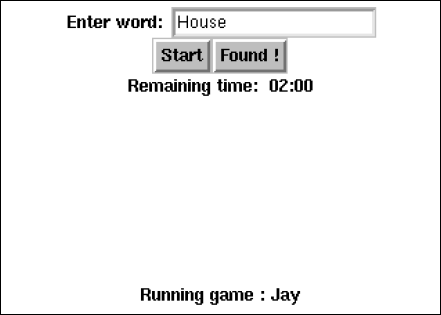 Enter word: House
Start Found !
Remaining time: 02:00
Running game : Jay